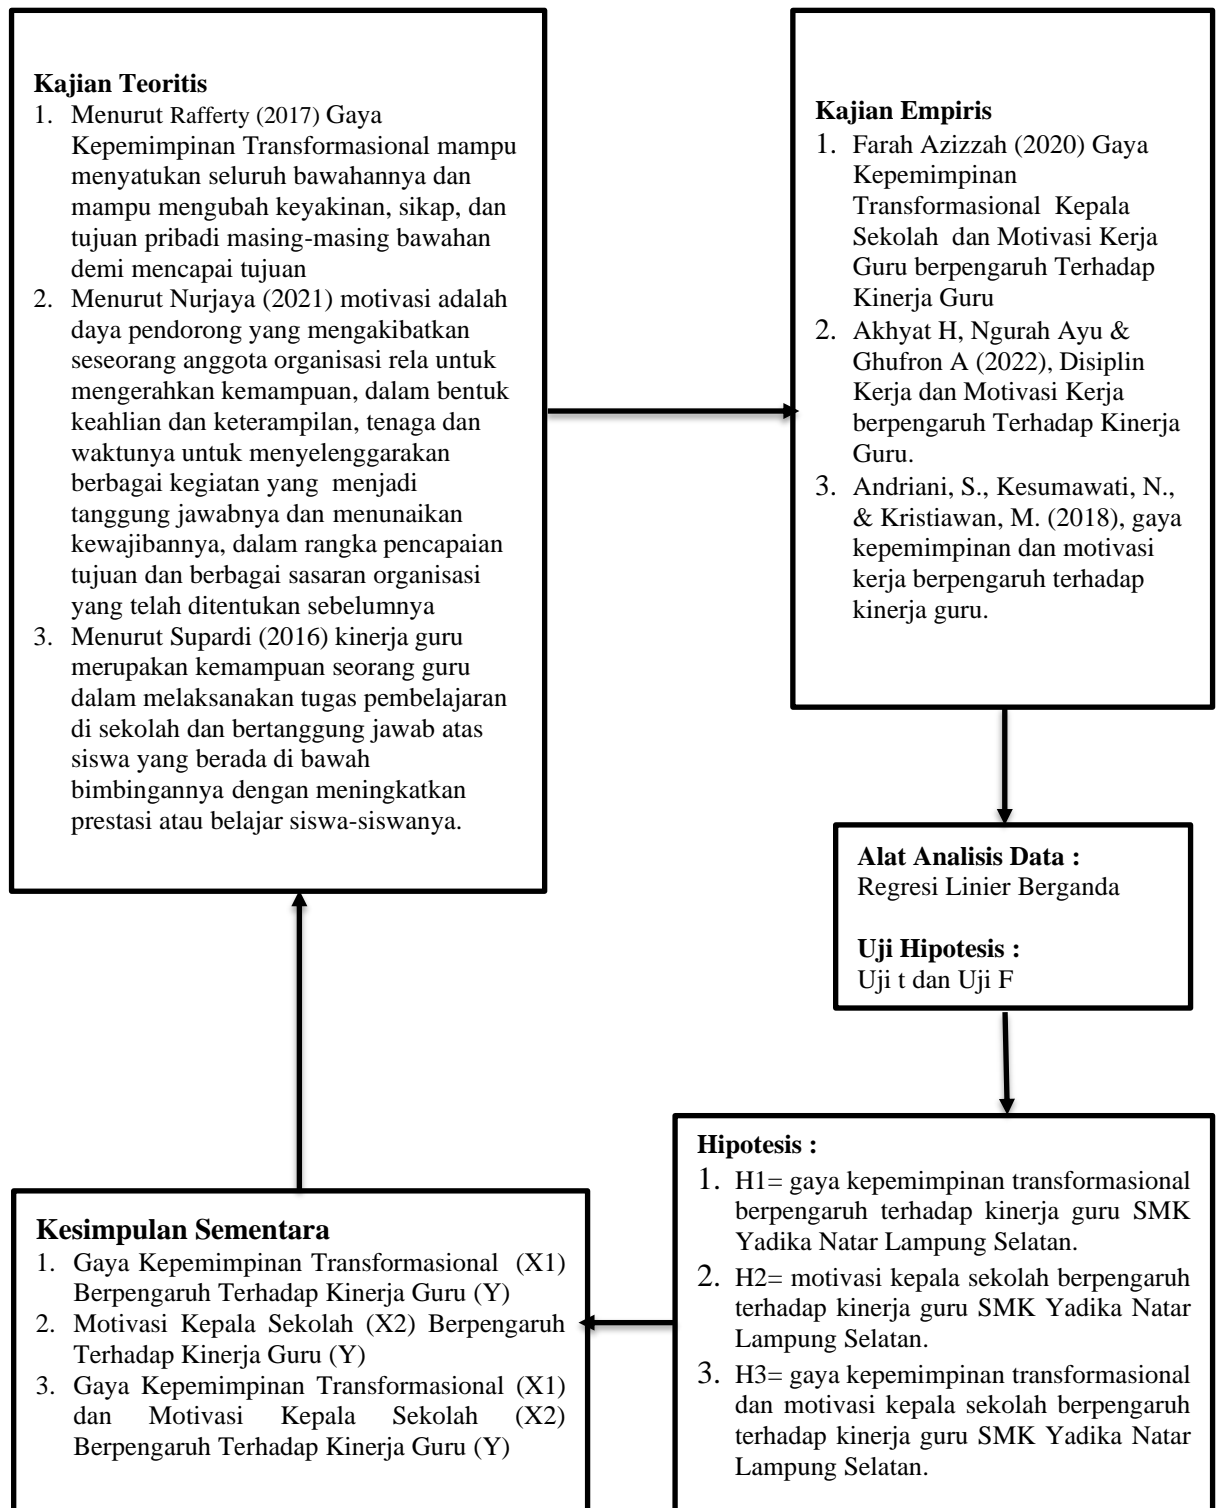 Kajian Teoritis
1. Menurut Rafferty (2017) Gaya
Kepemimpinan Transformasional mampu
menyatukan seluruh bawahannya dan
mampu mengubah keyakinan, sikap, dan
tujuan pribadi masing-masing bawahan
demi mencapai tujuan
2. Menurut Nurjaya (2021) motivasi adalah
daya pendorong yang mengakibatkan
seseorang anggota organisasi rela untuk
mengerahkan kemampuan, dalam bentuk
keahlian dan keterampilan, tenaga dan
waktunya untuk menyelenggarakan
berbagai kegiatan yang menjadi
tanggung jawabnya dan menunaikan
kewajibannya, dalam rangka pencapaian
tujuan dan berbagai sasaran organisasi
yang telah ditentukan sebelumnya
3. Menurut Supardi (2016) kinerja guru
merupakan kemampuan seorang guru
dalam melaksanakan tugas pembelajaran
di sekolah dan bertanggung jawab atas
siswa yang berada di bawah
bimbingannya dengan meningkatkan
prestasi atau belajar siswa-siswanya.
Kajian Empiris
1. Farah Azizzah (2020) Gaya
Kepemimpinan
Transformasional Kepala
Sekolah dan Motivasi Kerja
Guru berpengaruh Terhadap
Kinerja Guru
2. Akhyat H, Ngurah Ayu &
Ghufron A (2022), Disiplin
Kerja dan Motivasi Kerja
berpengaruh Terhadap Kinerja
Guru.
3. Andriani, S., Kesumawati, N.,
& Kristiawan, M. (2018), gaya
kepemimpinan dan motivasi
kerja berpengaruh terhadap
kinerja guru.
Alat Analisis Data :
Regresi Linier Berganda
Uji Hipotesis :
Uji t dan Uji F
Hipotesis :
1. H1= gaya kepemimpinan transformasional
berpengaruh terhadap kinerja guru SMK
Yadika Natar Lampung Selatan.
2. H2= motivasi kepala sekolah berpengaruh
terhadap kinerja guru SMK Yadika Natar
Lampung Selatan.
3. H3= gaya kepemimpinan transformasional
dan motivasi kepala sekolah berpengaruh
terhadap kinerja guru SMK Yadika Natar
Lampung Selatan.
Kesimpulan Sementara
1. Gaya Kepemimpinan Transformasional (X1)
Berpengaruh Terhadap Kinerja Guru (Y)
2. Motivasi Kepala Sekolah (X2) Berpengaruh
Terhadap Kinerja Guru (Y)
3. Gaya Kepemimpinan Transformasional (X1)
dan Motivasi Kepala Sekolah (X2)
Berpengaruh Terhadap Kinerja Guru (Y)